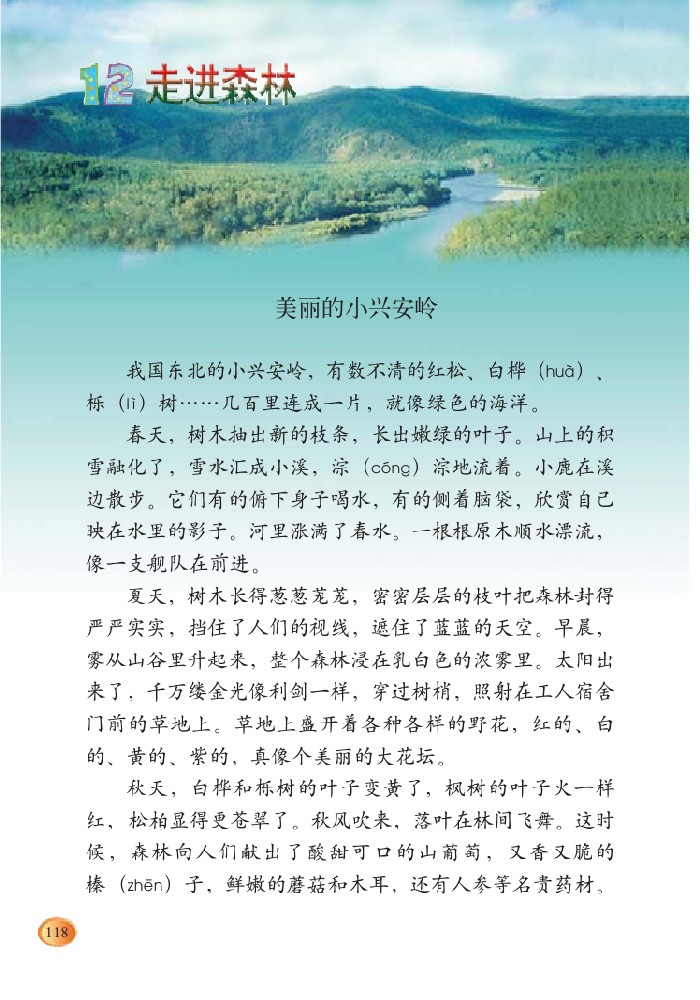 12 走进森林
美丽的小兴安岭
我国东北的小兴安岭，有数不清的红松、白桦（huà）、
栎（lì）树……几百里连成一片，就像绿色的海洋。
春天，树木抽出新的枝条，长出嫩绿的叶子。山上的积
雪融化了，雪水汇成小溪，淙（cóng）淙地流着。小鹿在溪
边散步。它们有的俯下身子喝水，有的侧着脑袋，欣赏自己
映在水里的影子。河里涨满了春水。一根根原木顺水漂流，
像一支舰队在前进。
夏天，树木长得葱葱茏茏，密密层层的枝叶把森林封得
严严实实，挡住了人们的视线，遮住了蓝蓝的天空。早晨，
雾从山谷里升起来，整个森林浸在乳白色的浓雾里。太阳出
来了，千万缕金光像利剑一样，穿过树梢，照射在工人宿舍
门前的草地上。草地上盛开着各种各样的野花，红的、白
的、黄的、紫的，真像个美丽的大花坛。
秋天，白桦和栎树的叶子变黄了，枫树的叶子火一样
红，松柏显得更苍翠了。秋风吹来，落叶在林间飞舞。这时
候，森林向人们献出了酸甜可口的山葡萄，又香又脆的
榛（zhēn）子，鲜嫩的蘑菇和木耳，还有人参等名贵药材。
118